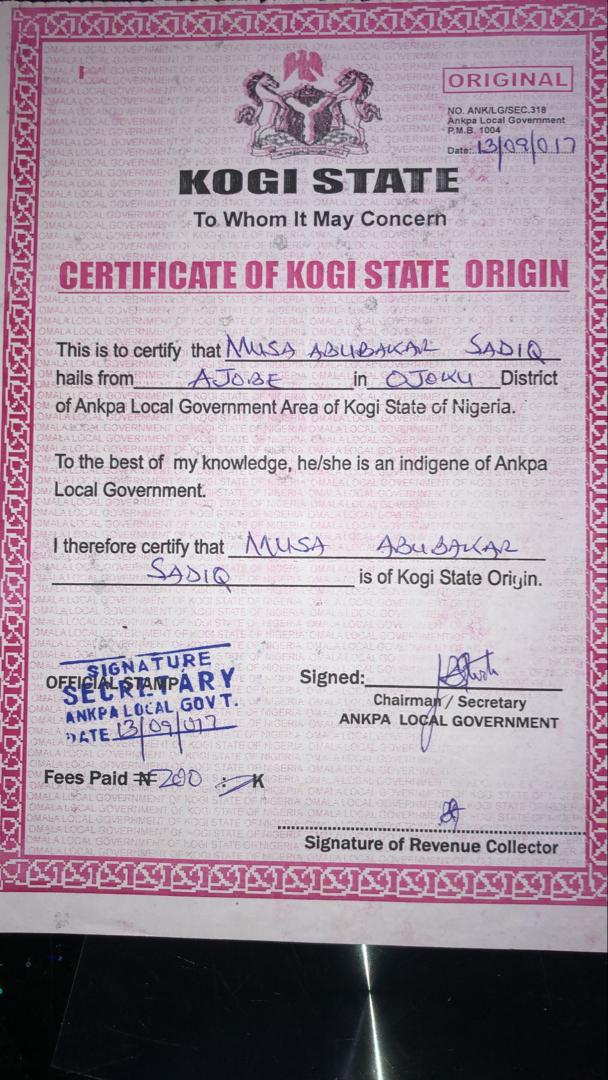 ORIGINAL
NO. ANK/LG/SEC.318
Ankpa Local Government
P.M.B. 1004
Date: 13/09/017
KOGI STATE
To Whom It May Concern
CERTIFICATE OF KOGI STATE ORIGIN
This is to certify that MUSA ABUBAKAR SADIQ
hails from AJOBE in OJOKU District
of Ankpa Local Government Area of Kogi State of Nigeria.
To the best of my knowledge, he/she is an indigene of Ankpa
Local Government.
I therefore certify that MUSA ABUBAKAR
SADIQ is of Kogi State Origin.
OFFICIAL STAMP
SIGNATURE
SECRETARY
ANKPA LOCAL GOVT.
DATE 13/09/017
Signed:
Chairman / Secretary
ANKPA LOCAL GOVERNMENT
Fees Paid ₦200 : K
Signature of Revenue Collector